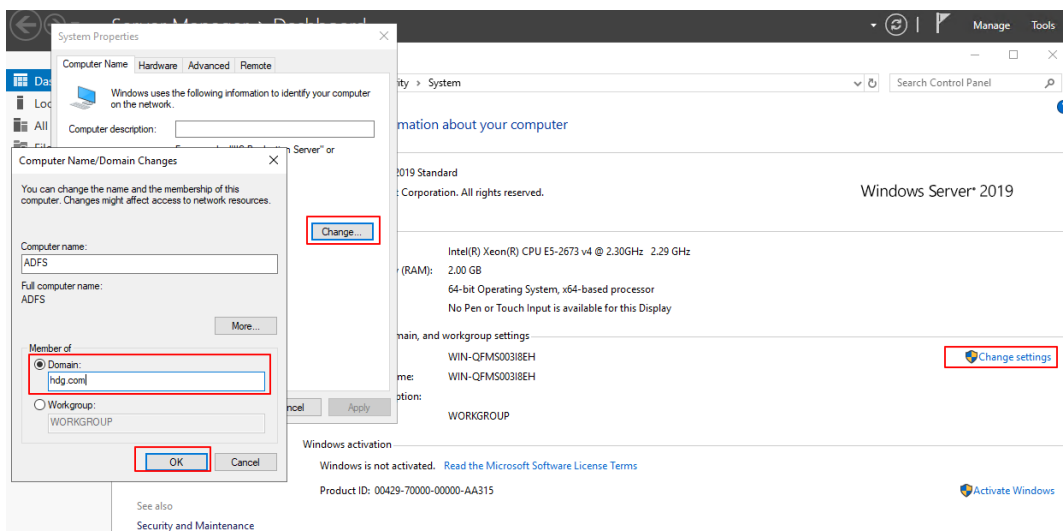 Manage Tools
System Properties
Computer Name Hardware Advanced Remote
Windows uses the following information to identify your computer
on the network.
Computer description:
Server" or
Change...
Apply
Computer Name/Domain Changes
You can change the name and the membership of this
computer. Changes might affect access to network resources.
Computer name:
ADFS
Full computer name:
ADFS
More...
Member of
Domain:
hdg.com
Workgroup:
WORKGROUP
OK Cancel
All
System
Search Control Panel
mation about your computer
2019 Standard
Corporation. All rights reserved.
Windows Server 2019
Intel(R) Xeon(R) CPU E5-2673 v4 @ 2.30GHz 2.29 GHz
(RAM): 2.00 GB
64-bit Operating System, x64-based processor
No Pen or Touch Input is available for this Display
main, and workgroup settings
WIN-QFMS003I8EH
Change settings
me: WIN-QFMS003I8EH
ption:
WORKGROUP
Windows activation
Windows is not activated. Read the Microsoft Software License Terms
Product ID: 00429-70000-00000-AA315
Activate Windows
See also
Security and Maintenance